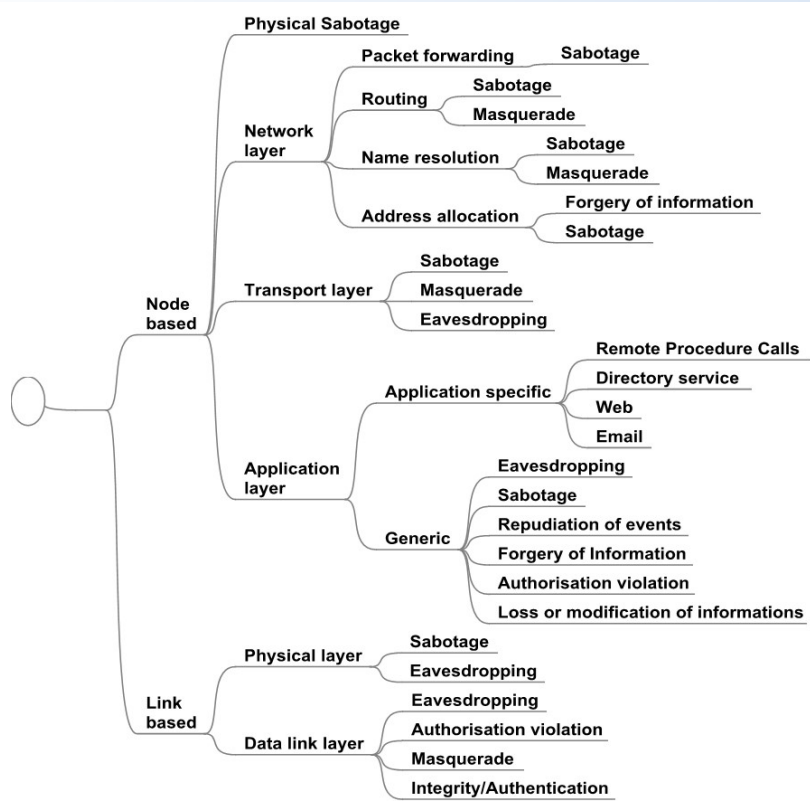 Physical Sabotage
Packet forwarding
Sabotage
Routing
Sabotage
Masquerade
Network
layer
Name resolution
Sabotage
Masquerade
Address allocation
Forgery of information
Sabotage
Node
based
Transport layer
Sabotage
Masquerade
Eavesdropping
Application
layer
Application specific
Remote Procedure Calls
Directory service
Web
Email
Generic
Eavesdropping
Sabotage
Repudiation of events
Forgery of Information
Authorisation violation
Loss or modification of informations
Link
based
Physical layer
Sabotage
Eavesdropping
Data link layer
Eavesdropping
Authorisation violation
Masquerade
Integrity/Authentication